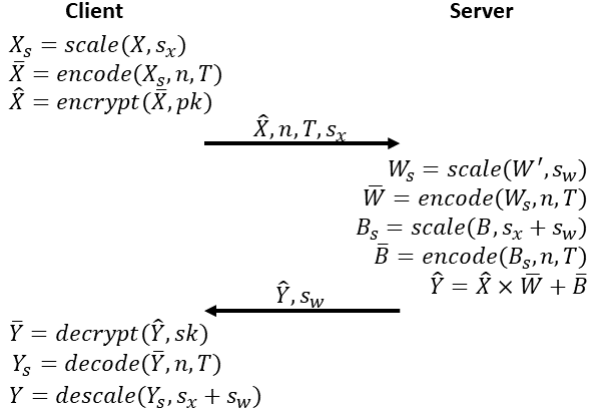 Client
Server
X_s = scale(X, s_x)
X̄ = encode(X_s, n, T)
X̂ = encrypt(X̄, pk)
X̂, n, T, s_x
W_s = scale(W′, s_w)
W̄ = encode(W_s, n, T)
B_s = scale(B, s_x + s_w)
B̄ = encode(B_s, n, T)
Ŷ = X̂ × W̄ + B̄
Ŷ, s_w
Ȳ = decrypt(Ŷ, sk)
Y_s = decode(Ȳ, n, T)
Y = descale(Y_s, s_x + s_w)